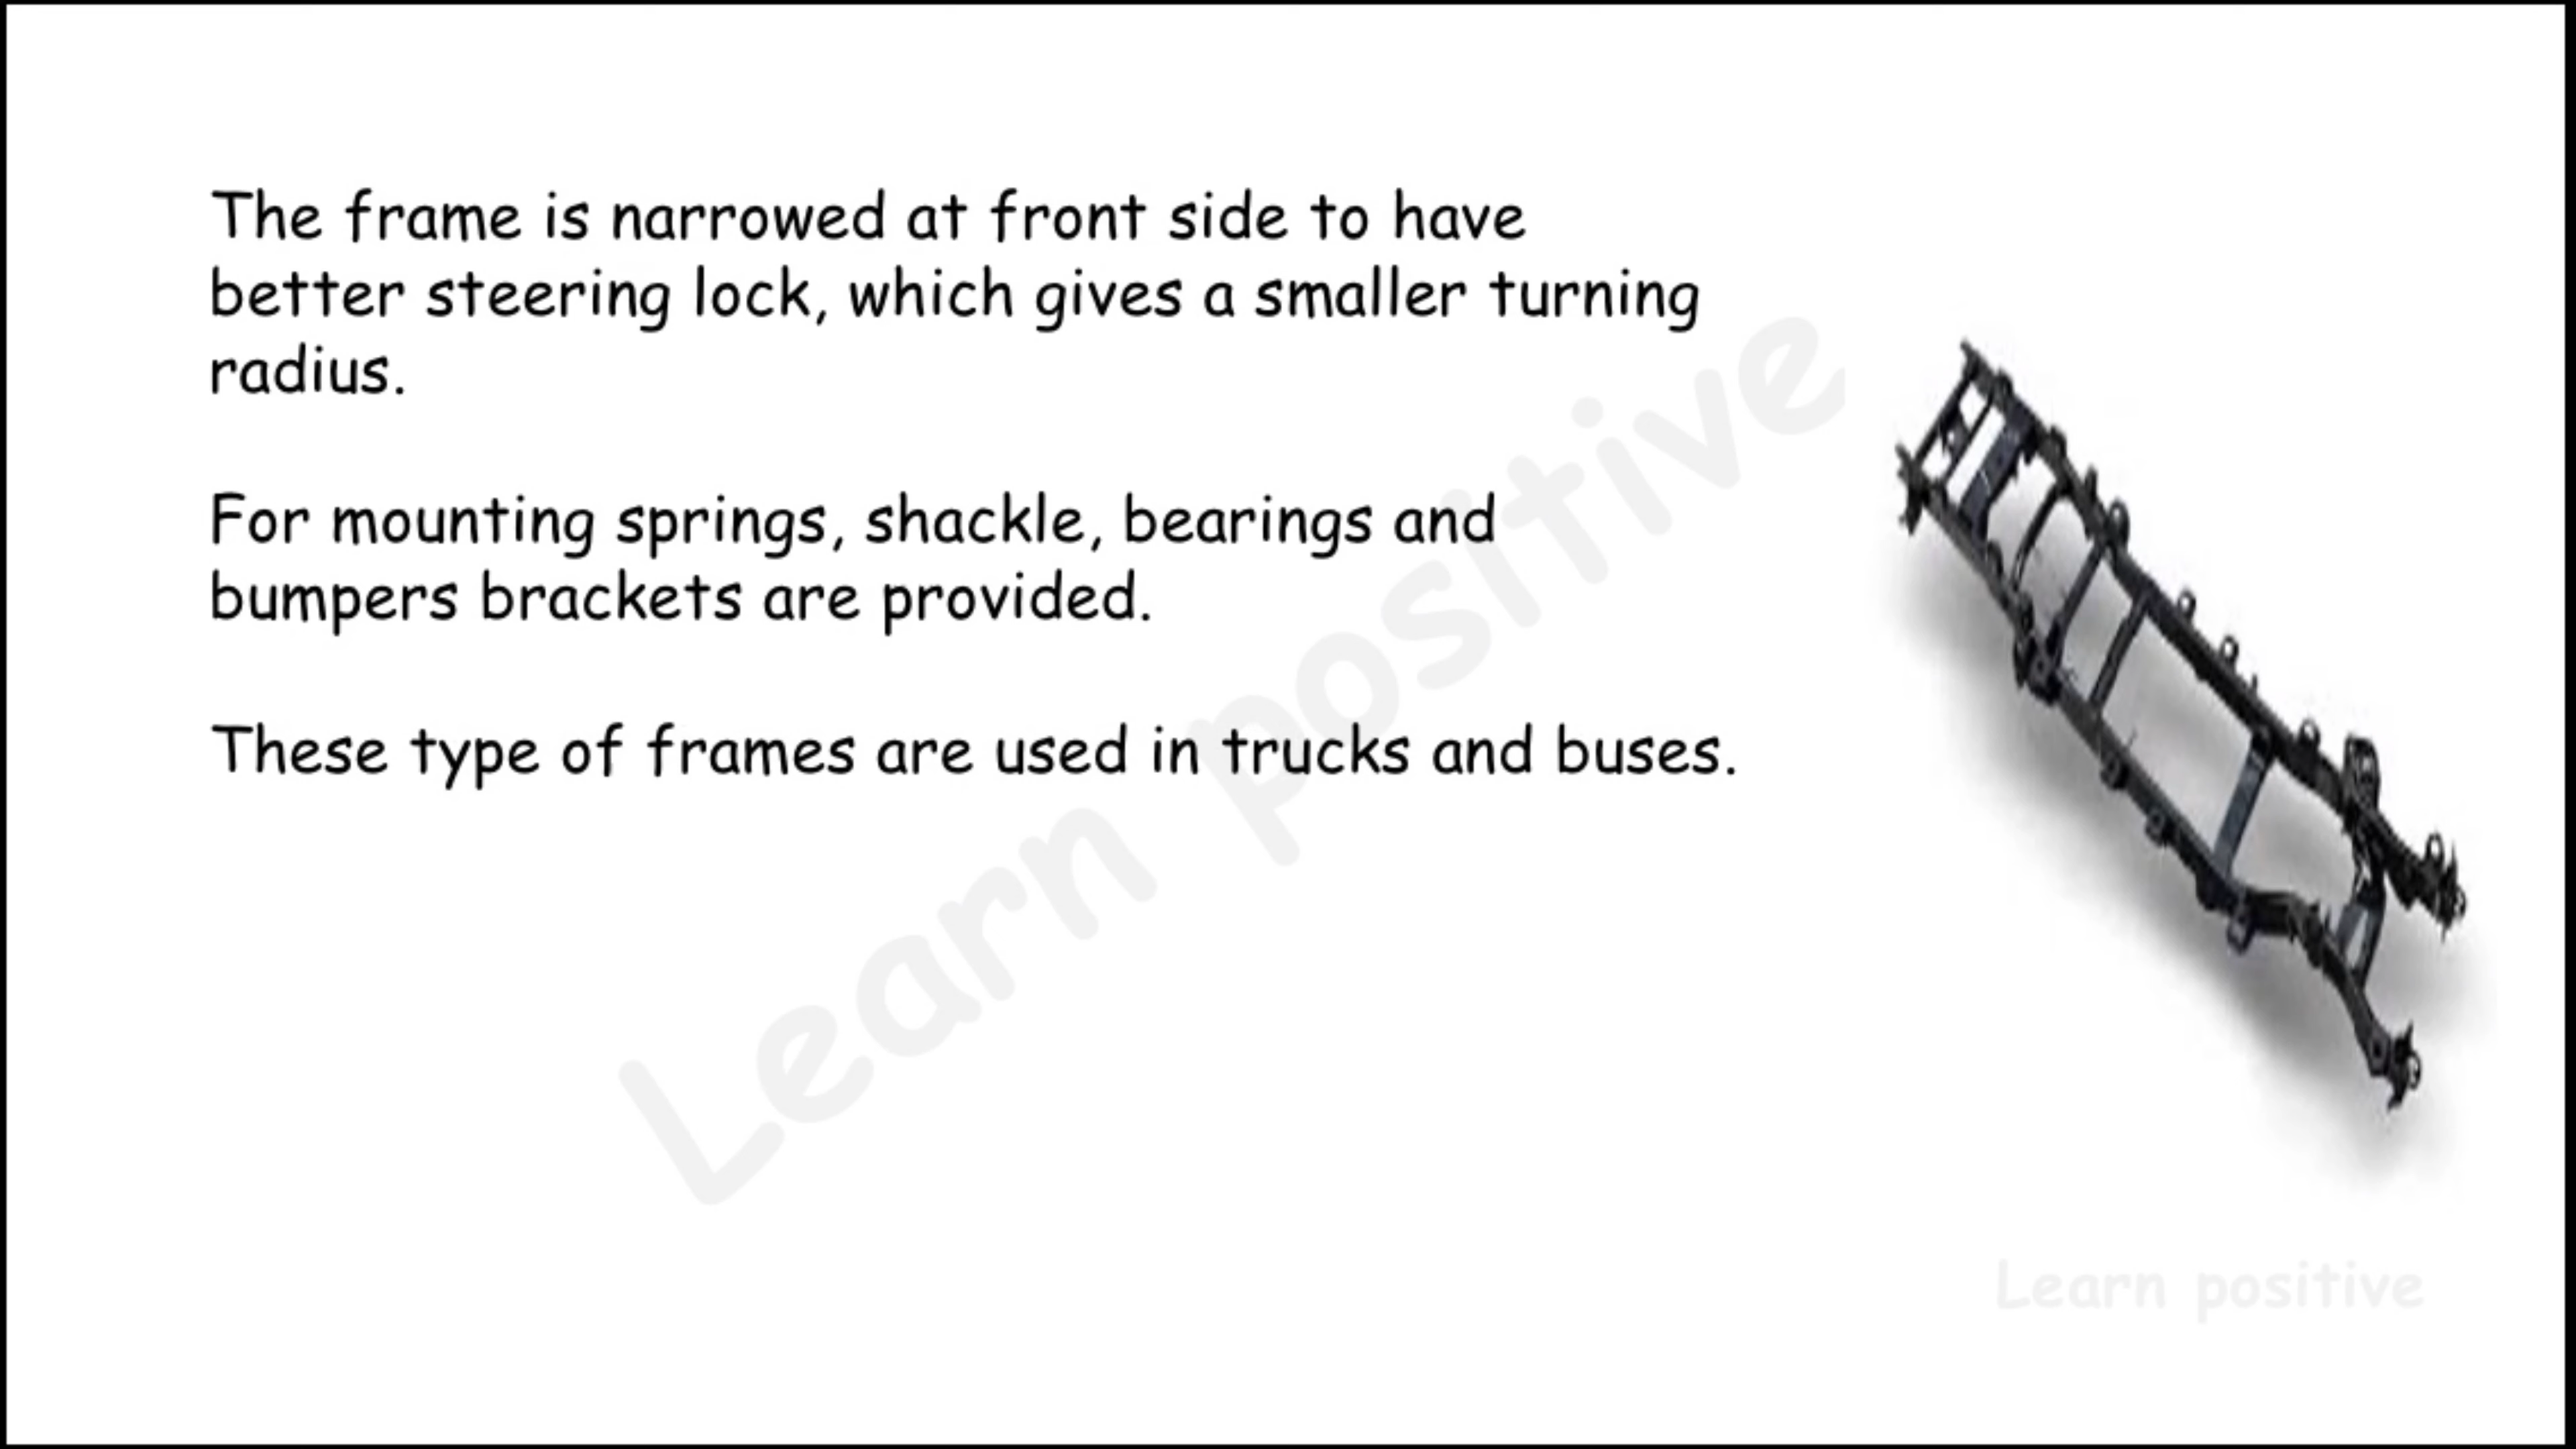 The frame is narrowed at front side to have
better steering lock, which gives a smaller turning
radius.
For mounting springs, shackle, bearings and
bumpers brackets are provided.
These type of frames are used in trucks and buses.
Learn positive
Learn positive